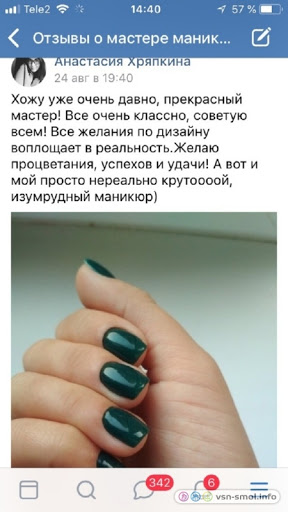 Tele2
14:40
57 %
Отзывы о мастере маник...
Анастасия Хряпкина
24 авг в 19:40
Хожу уже очень давно, прекрасный
мастер! Все очень классно, советую
всем! Все желания по дизайну
воплощает в реальность.Желаю
процветания, успехов и удачи! А вот и
мой просто нереально крутоооой,
изумрудный маникюр)
342
6
vsn-smol.info